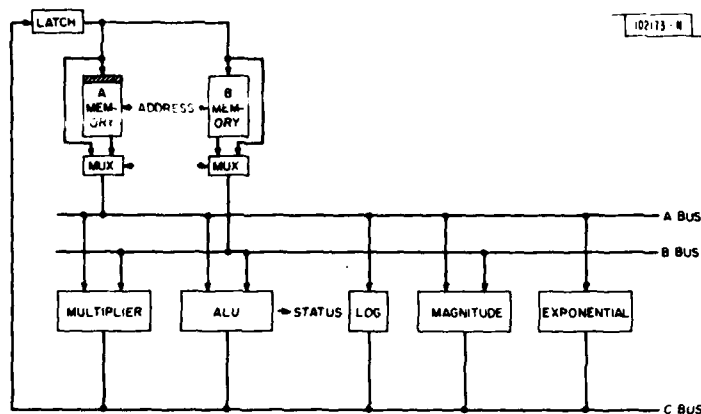 LATCH
102173-N
A MEM-ORY
ADDRESS
B MEM-ORY
MUX
MUX
A BUS
B BUS
MULTIPLIER
ALU
STATUS
LOG
MAGNITUDE
EXPONENTIAL
C BUS